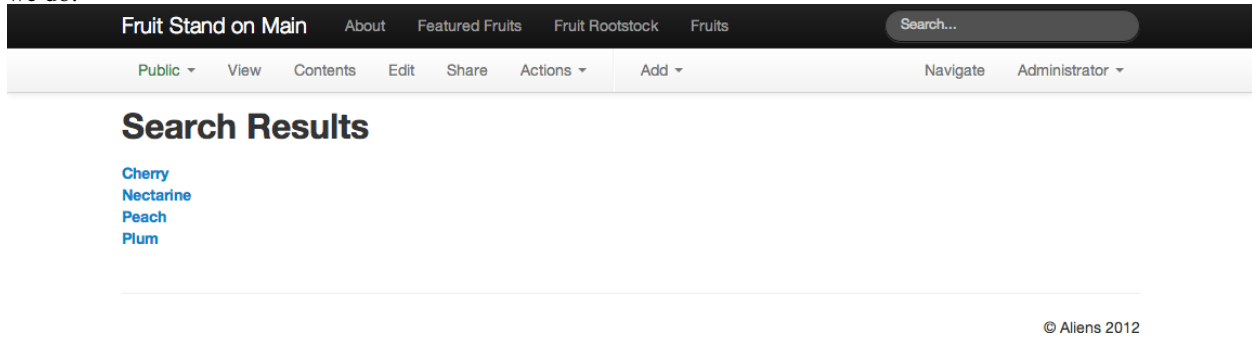 Fruit Stand on Main About Featured Fruits Fruit Rootstock Fruits Search...
Public View Contents Edit Share Actions Add Navigate Administrator
Search Results
Cherry
Nectarine
Peach
Plum
© Aliens 2012